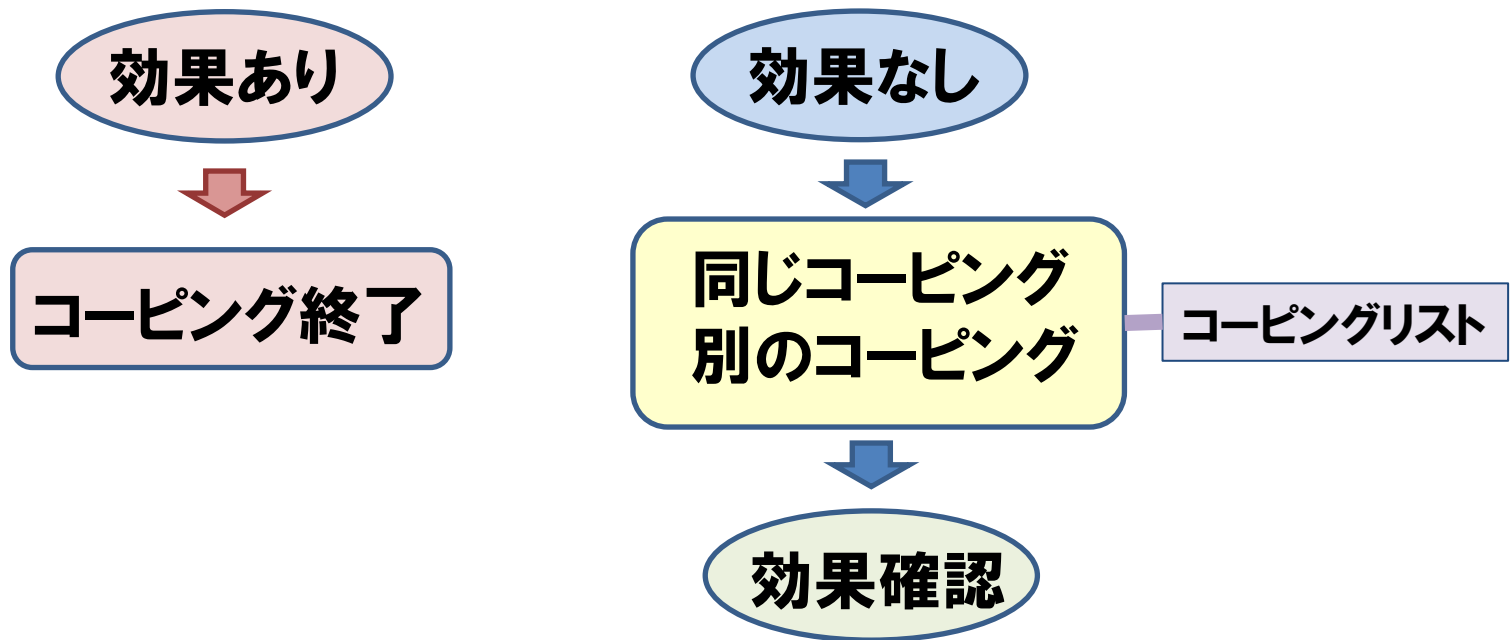 効果あり
効果なし
コーピング終了
同じコーピング
別のコーピング
コーピングリスト
効果確認